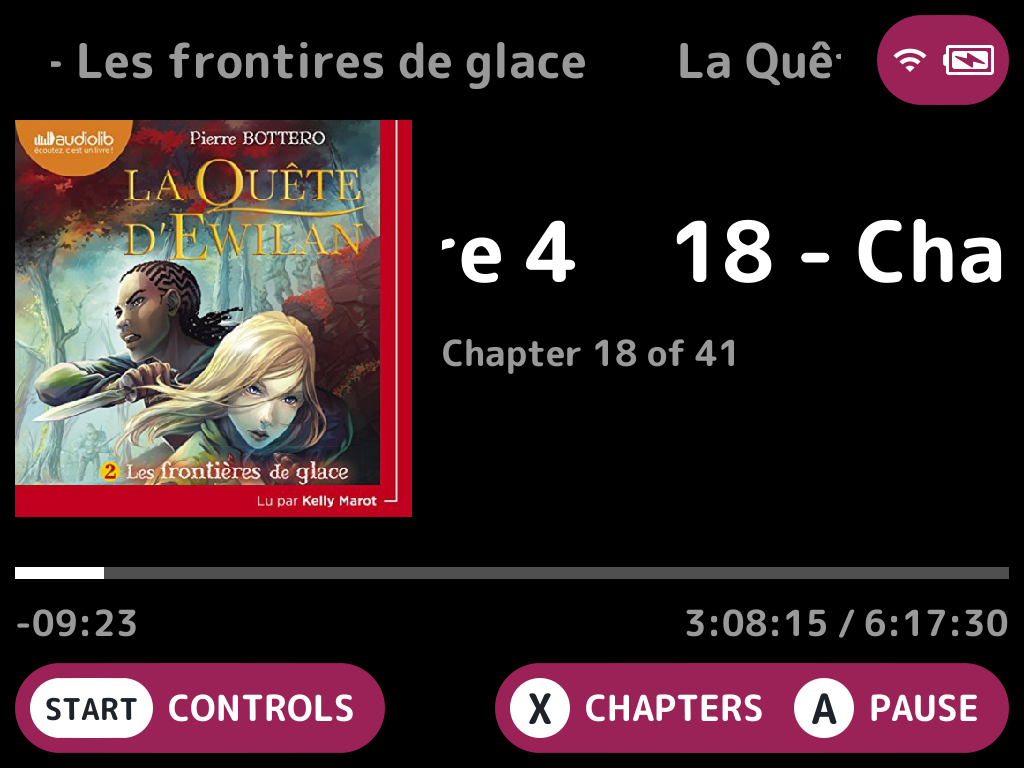 - Les frontires de glace La Quê
audiolib
écoutez, c'est un livre !
Pierre BOTTERO
LA QUÊTE
D'EWILAN
2 Les frontières de glace
Lu par Kelly Marot
re 4 18 - Cha
Chapter 18 of 41
-09:23 3:08:15 / 6:17:30
START CONTROLS X CHAPTERS A PAUSE